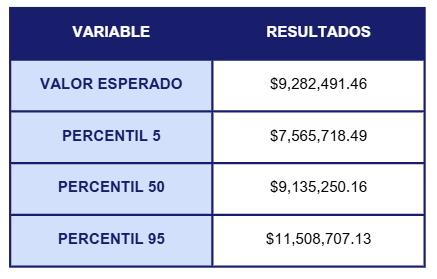 VARIABLE RESULTADOS
VALOR ESPERADO $9,282,491.46
PERCENTIL 5 $7,565,718.49
PERCENTIL 50 $9,135,250.16
PERCENTIL 95 $11,508,707.13